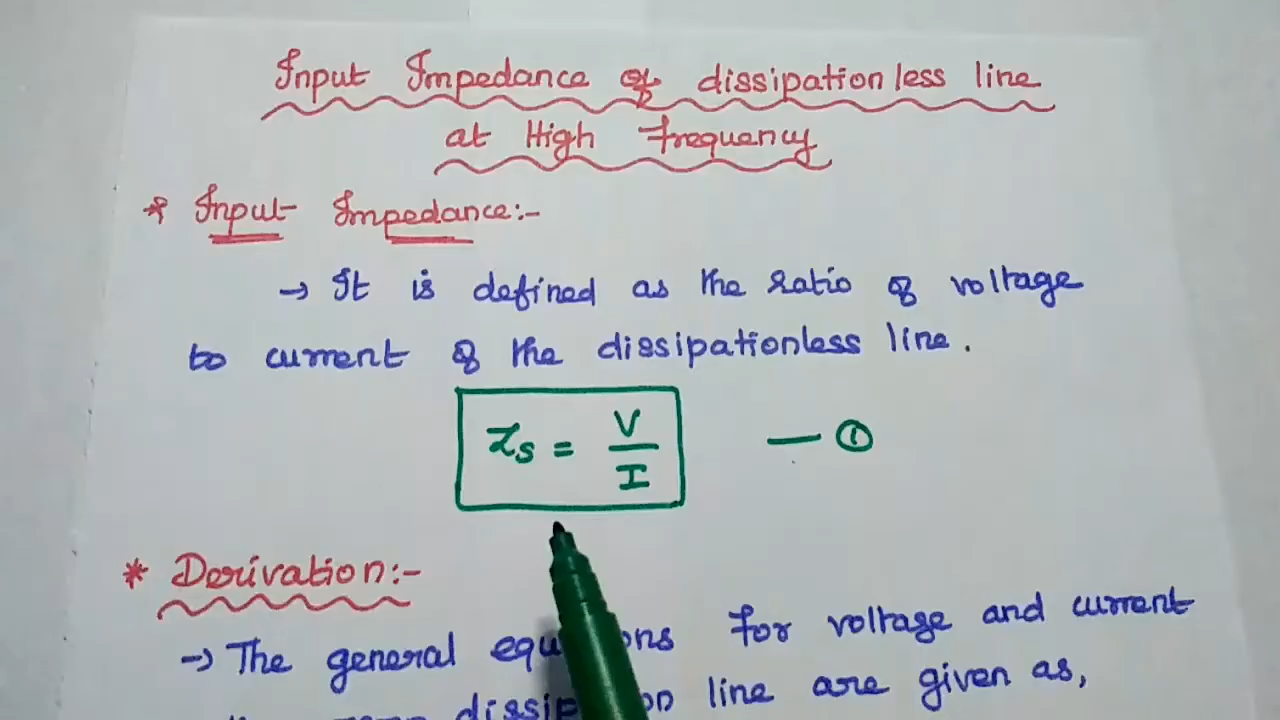 Input Impedance of dissipationless line
at High Frequency
* Input Impedance:-
→ It is defined as the ratio of voltage
to current of the dissipationless line.
Zs = V/I — ①
* Derivation:-
→ The general equ ons for voltage and current
line are given as,